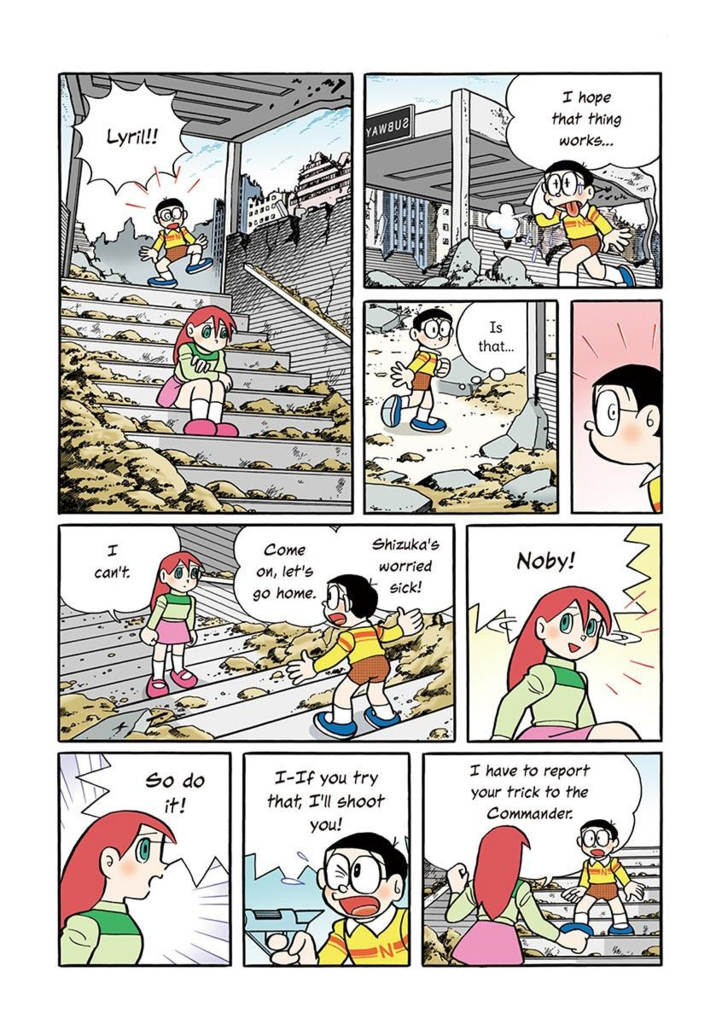 I hope
that thing
works...
SUBWAY
Is
that...
Lyril!!
Noby!
Shizuka's
worried
sick!
Come
on, let's
go home.
I
can't.
I have to report
your trick to the
Commander.
I-If you try
that, I'll shoot
you!
So do
it!